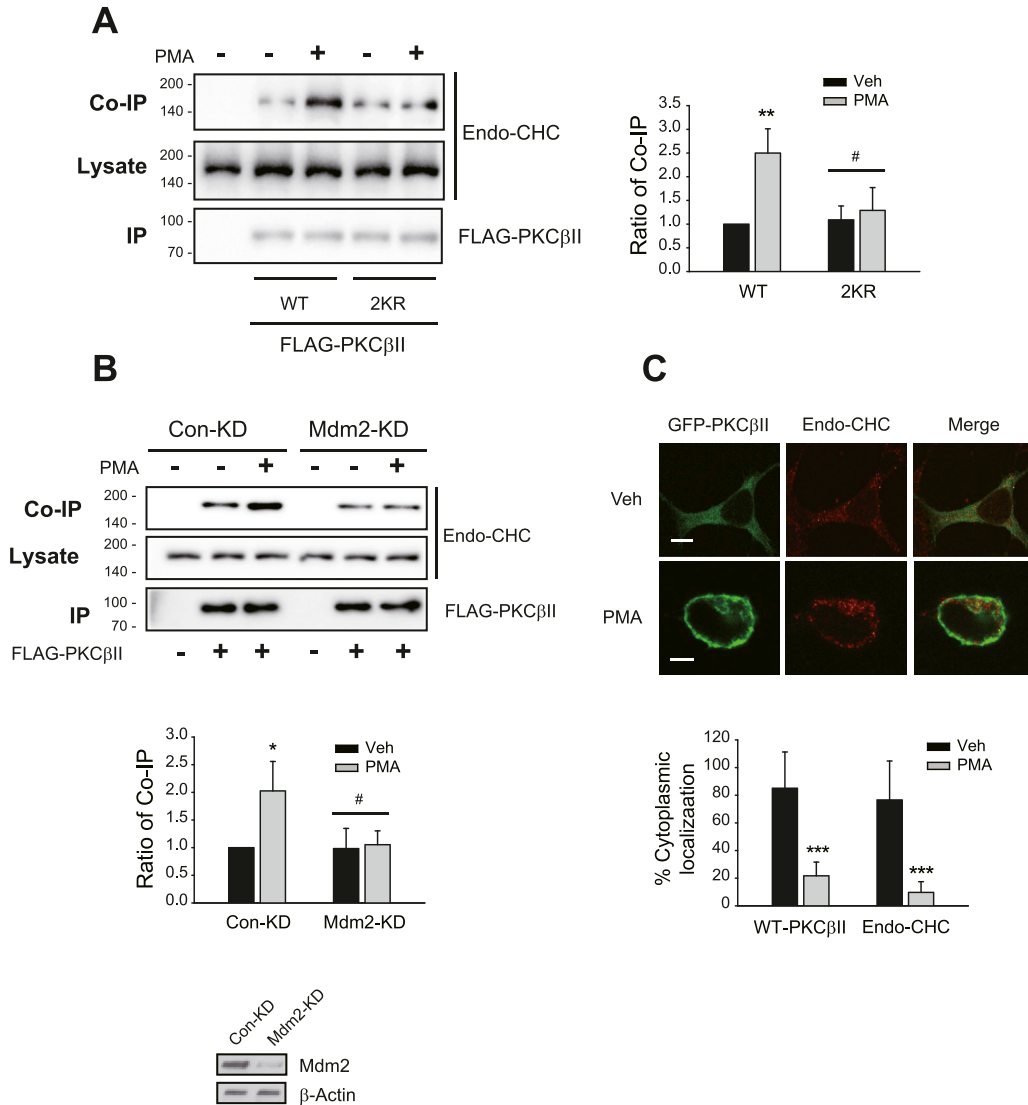 A
PMA - - + - +
200 -
Co-IP
140 -
Endo-CHC
200 -
Lysate
140 -
100 -
IP
FLAG-PKCβII
70 -
WT 2KR
FLAG-PKCβII
Veh
PMA
Ratio of Co-IP
3.5
3.0
2.5
2.0
1.5
1.0
0.5
0.0
**
#
WT 2KR
B
Con-KD Mdm2-KD
PMA - - + - - +
200 -
Co-IP
140 -
Endo-CHC
200 -
Lysate
140 -
100 -
IP
FLAG-PKCβII
70 -
FLAG-PKCβII - + + - + +
Veh
PMA
Ratio of Co-IP
3.0
2.5
2.0
1.5
1.0
0.5
0.0
*
#
Con-KD Mdm2-KD
Con-KD
Mdm2-KD
Mdm2
β-Actin
C
GFP-PKCβII Endo-CHC Merge
Veh
PMA
Veh
PMA
% Cytoplasmic
localizaation
120
100
80
60
40
20
0
***
***
WT-PKCβII Endo-CHC